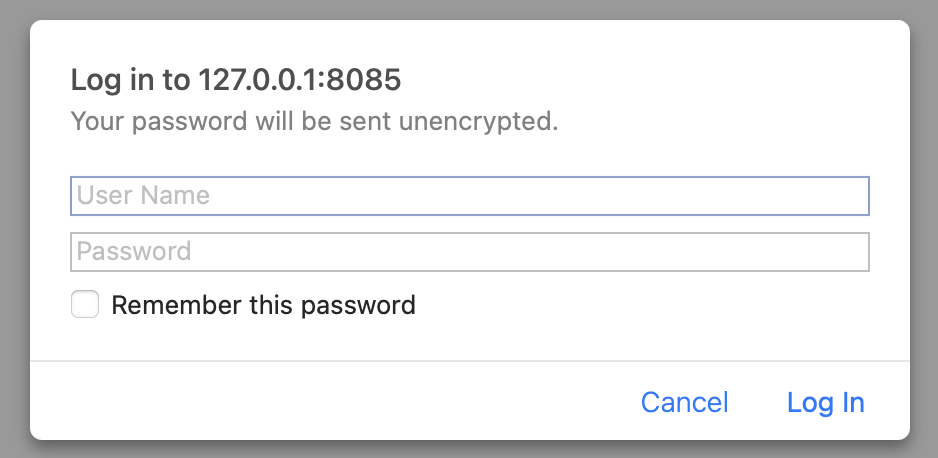 Log in to 127.0.0.1:8085
Your password will be sent unencrypted.
User Name
Password
Remember this password
Cancel Log In